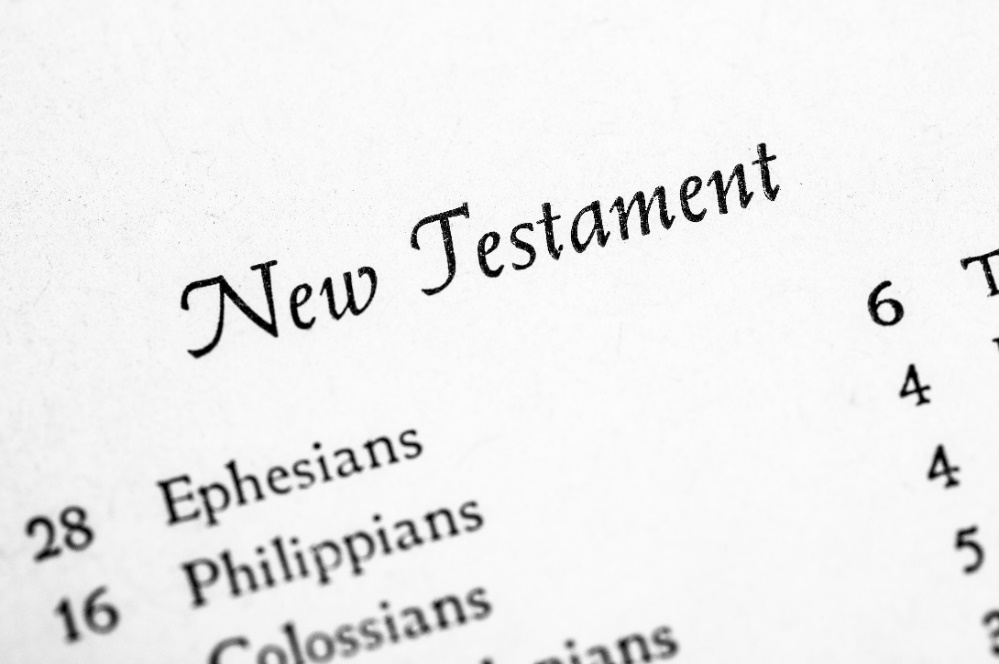 New Testament
28 Ephesians 6 T
16 Philippians 4
Colossians 4
5